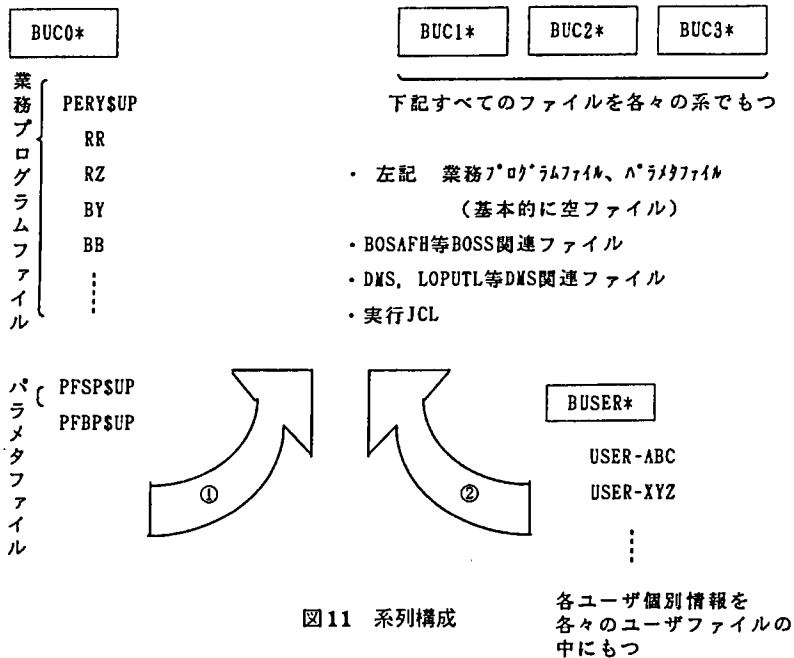 BUC0*
BUC1*
BUC2*
BUC3*
下記すべてのファイルを各々の系でもつ
業務プログラムファイル
PERY$UP
RR
RZ
BY
BB
・ 左記 業務プログラムファイル、パラメタファイル
（基本的に空ファイル）
・BOSAFH等BOSS関連ファイル
・DMS, LOPUTL等DMS関連ファイル
・実行JCL
パラメタファイル
PFSP$UP
PFBP$UP
①
②
BUSER*
USER-ABC
USER-XYZ
各ユーザ個別情報を
各々のユーザファイルの
中にもつ
図11 系列構成